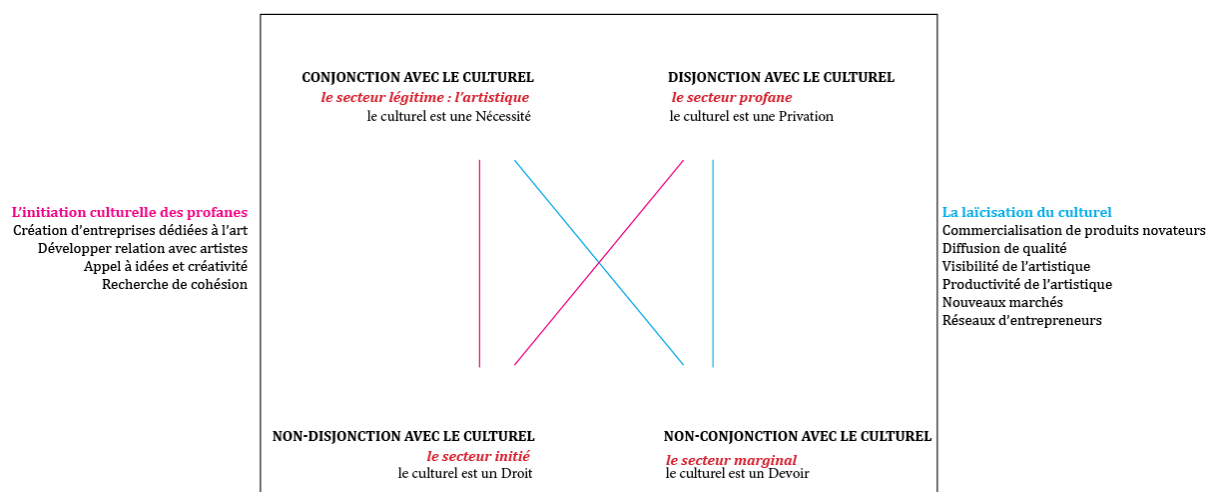 CONJONCTION AVEC LE CULTUREL
le secteur légitime : l'artistique
le culturel est une Nécessité
DISJONCTION AVEC LE CULTUREL
le secteur profane
le culturel est une Privation
L'initiation culturelle des profanes
Création d'entreprises dédiées à l'art
Développer relation avec artistes
Appel à idées et créativité
Recherche de cohésion
La laïcisation du culturel
Commercialisation de produits novateurs
Diffusion de qualité
Visibilité de l'artistique
Productivité de l'artistique
Nouveaux marchés
Réseaux d'entrepreneurs
NON-DISJONCTION AVEC LE CULTUREL
le secteur initié
le culturel est un Droit
NON-CONJONCTION AVEC LE CULTUREL
le secteur marginal
le culturel est un Devoir